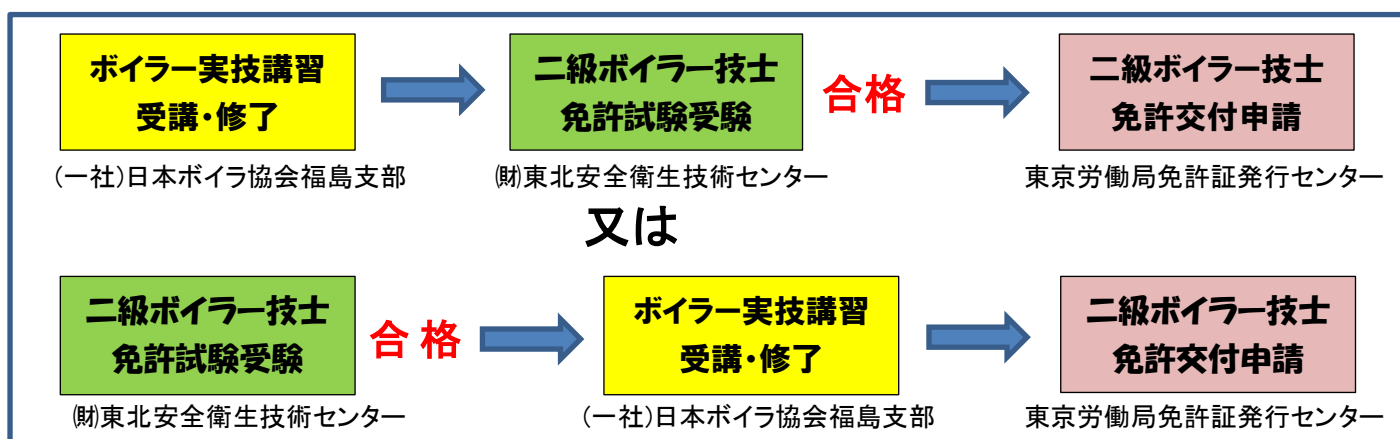 ボイラー実技講習
受講・修了
二級ボイラー技士
免許試験受験
合格
二級ボイラー技士
免許交付申請
(一社)日本ボイラ協会福島支部
㈶東北安全衛生技術センター
東京労働局免許証発行センター
又は
二級ボイラー技士
免許試験受験
合 格
ボイラー実技講習
受講・修了
二級ボイラー技士
免許交付申請
㈶東北安全衛生技術センター
(一社)日本ボイラ協会福島支部
東京労働局免許証発行センター